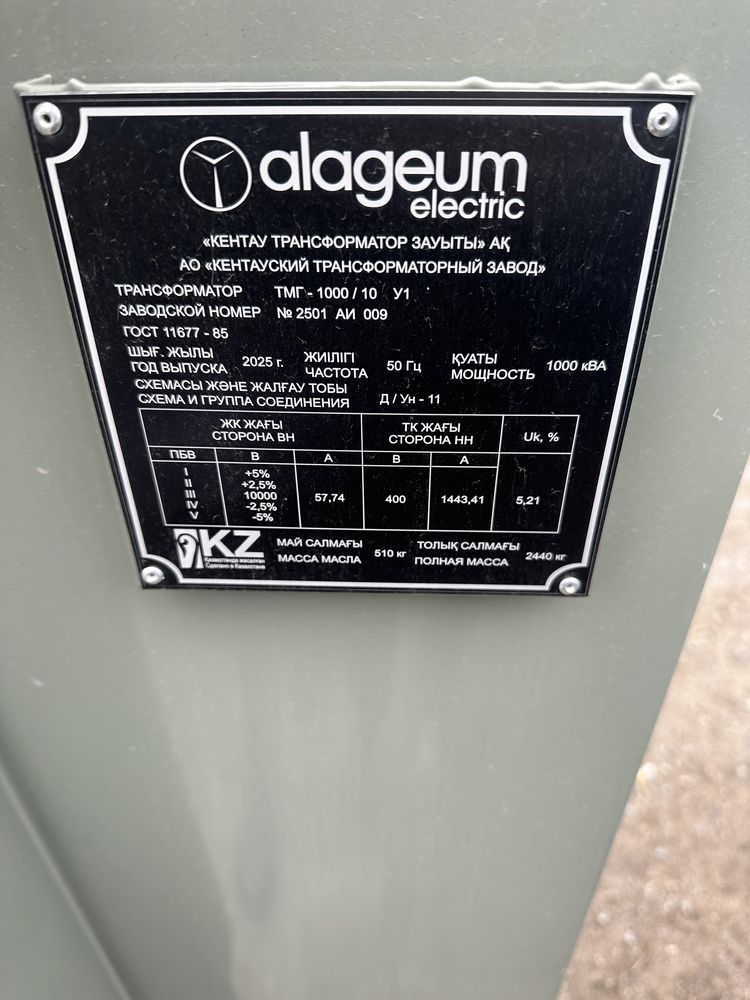 alageum
electric
«КЕНТАУ ТРАНСФОРМАТОР ЗАУЫТЫ» АҚ
АО «КЕНТАУСКИЙ ТРАНСФОРМАТОРНЫЙ ЗАВОД»
ТРАНСФОРМАТОР ТМГ - 1000 / 10 У1
ЗАВОДСКОЙ НОМЕР № 2501 АИ 009
ГОСТ 11677 - 85
ШЫҒ. ЖЫЛЫ ЖИІЛІГІ ҚУАТЫ
ГОД ВЫПУСКА 2025 г. ЧАСТОТА 50 Гц МОЩНОСТЬ 1000 кВА
СХЕМАСЫ ЖӘНЕ ЖАЛҒАУ ТОБЫ
СХЕМА И ГРУППА СОЕДИНЕНИЯ Д / Ун - 11
ЖК ЖАҒЫ ТК ЖАҒЫ
СТОРОНА ВН СТОРОНА НН Uk, %
ПБВ В А В А
I +5%
II +2,5%
III 10000 57,74 400 1443,41 5,21
IV -2,5%
V -5%
KZ
Қазақстанда жасалған
Сделано в Казахстане
МАЙ САЛМАҒЫ ТОЛЫҚ САЛМАҒЫ
МАССА МАСЛА 510 кг ПОЛНАЯ МАССА 2440 кг